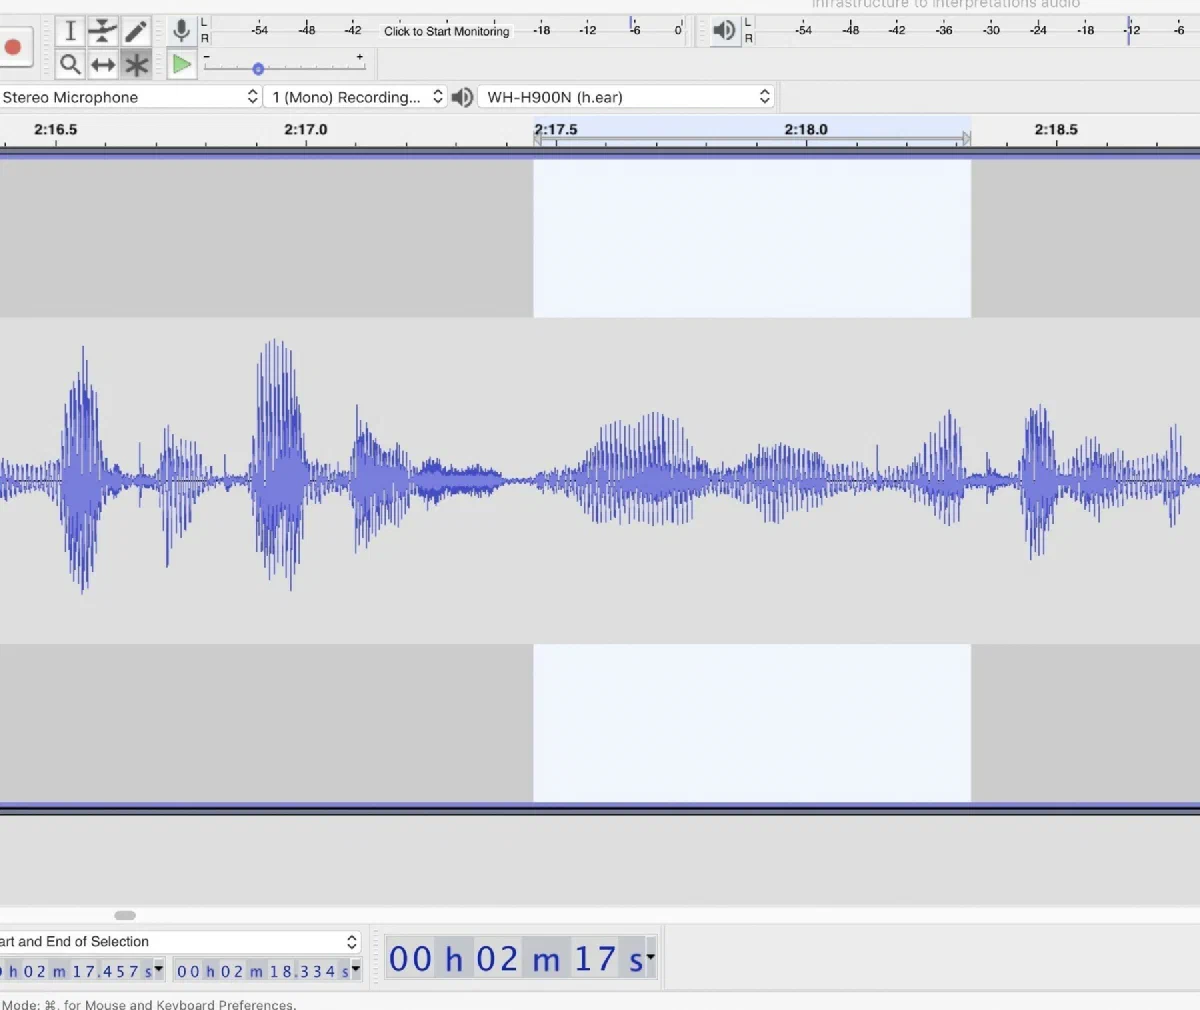 infrastructure to interpretations audio
L
R
-54 -48 -42 Click to Start Monitoring -18 -12 -6 0
L
R
-54 -48 -42 -36 -30 -24 -18 -12 -6
- +
Stereo Microphone 1 (Mono) Recording... WH-H900N (h.ear)
2:16.5 2:17.0 2:17.5 2:18.0 2:18.5
art and End of Selection
h 02 m 17.457 s 00 h 02 m 18.334 s
00 h 02 m 17 s
Mode: ⌘, for Mouse and Keyboard Preferences.